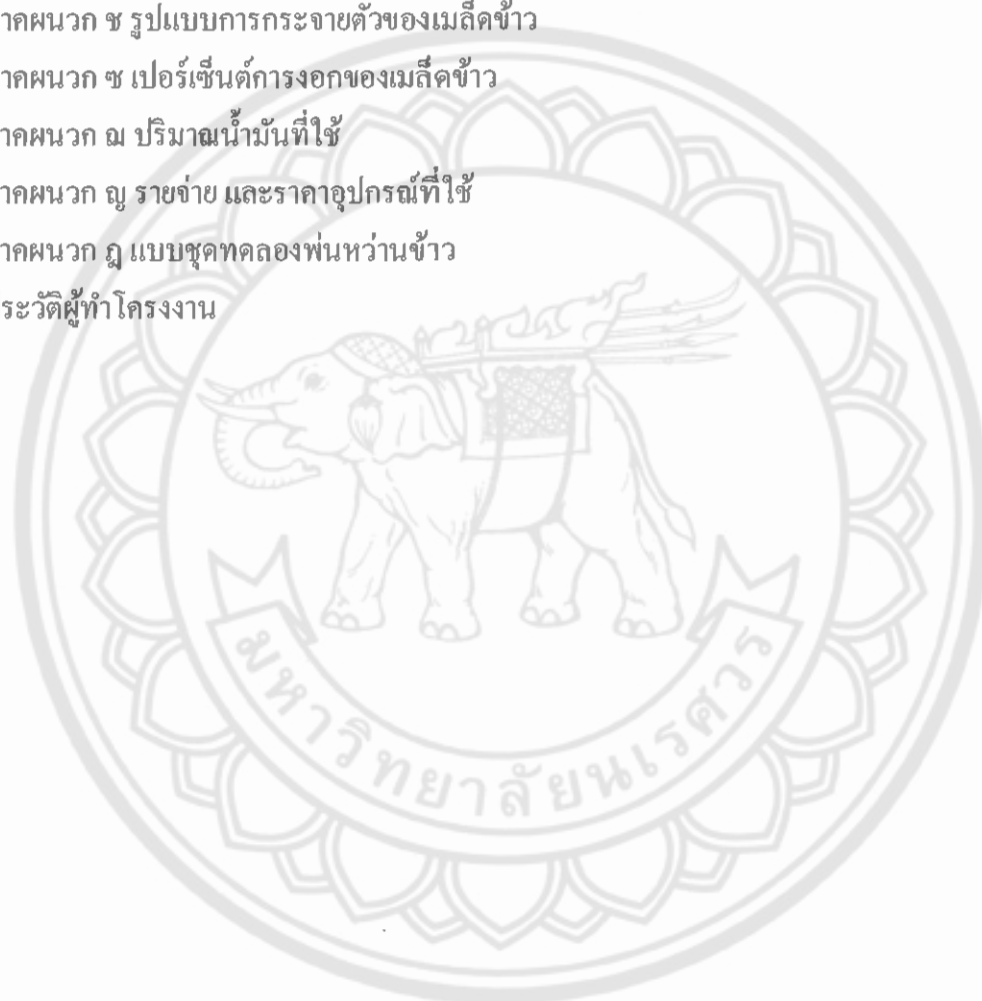 าคผนวก ช รูปแบบการกระจายตัวของเมล็ดข้าว
าคผนวก ซ เปอร์เซ็นต์การงอกของเมล็ดข้าว
าคผนวก ฌ ปริมาณน้ำมันที่ใช้
าคผนวก ญ รายจ่าย และราคาอุปกรณ์ที่ใช้
าคผนวก ฎ แบบชุดทดลองพ่นหว่านข้าว
ระวัติผู้ทำโครงงาน
มหาวิทยาลัยนเรศวร